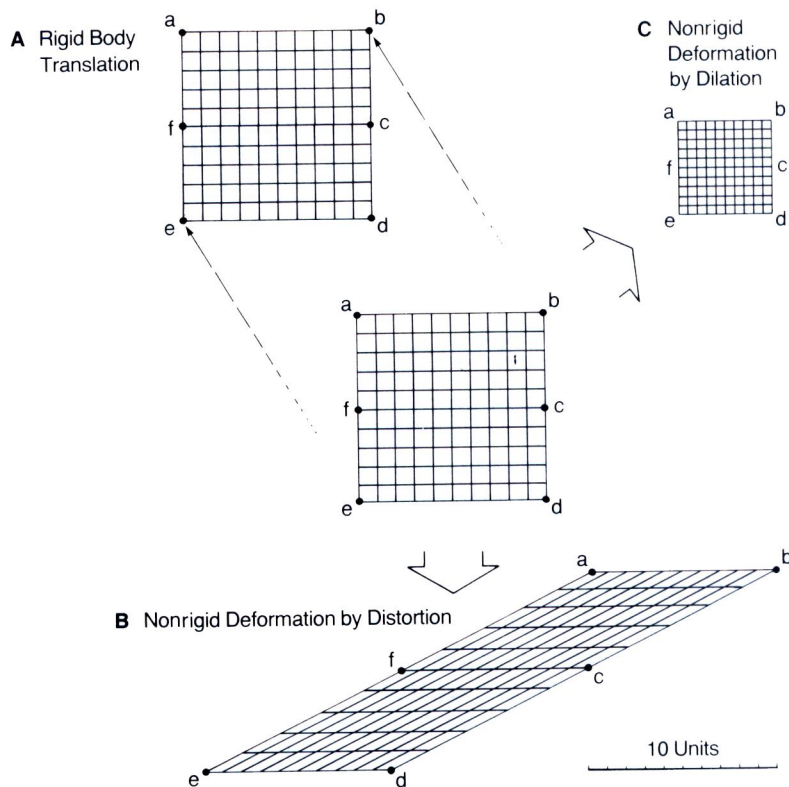 a
b
A Rigid Body
Translation
f
c
e
d
C Nonrigid
Deformation
by Dilation
a
b
f
c
e
d
a
b
f
c
e
d
B Nonrigid Deformation by Distortion
a
b
f
c
e
d
10 Units